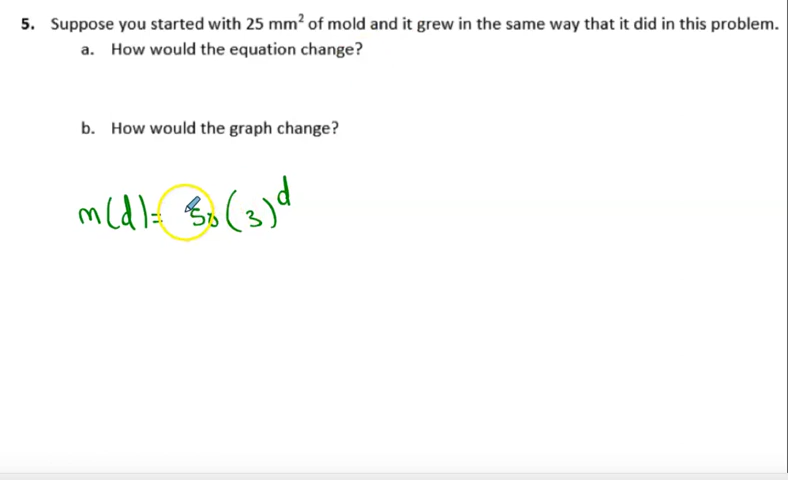 5. Suppose you started with 25 mm² of mold and it grew in the same way that it did in this problem.
a. How would the equation change?
b. How would the graph change?
m(d)= 50(3)^d